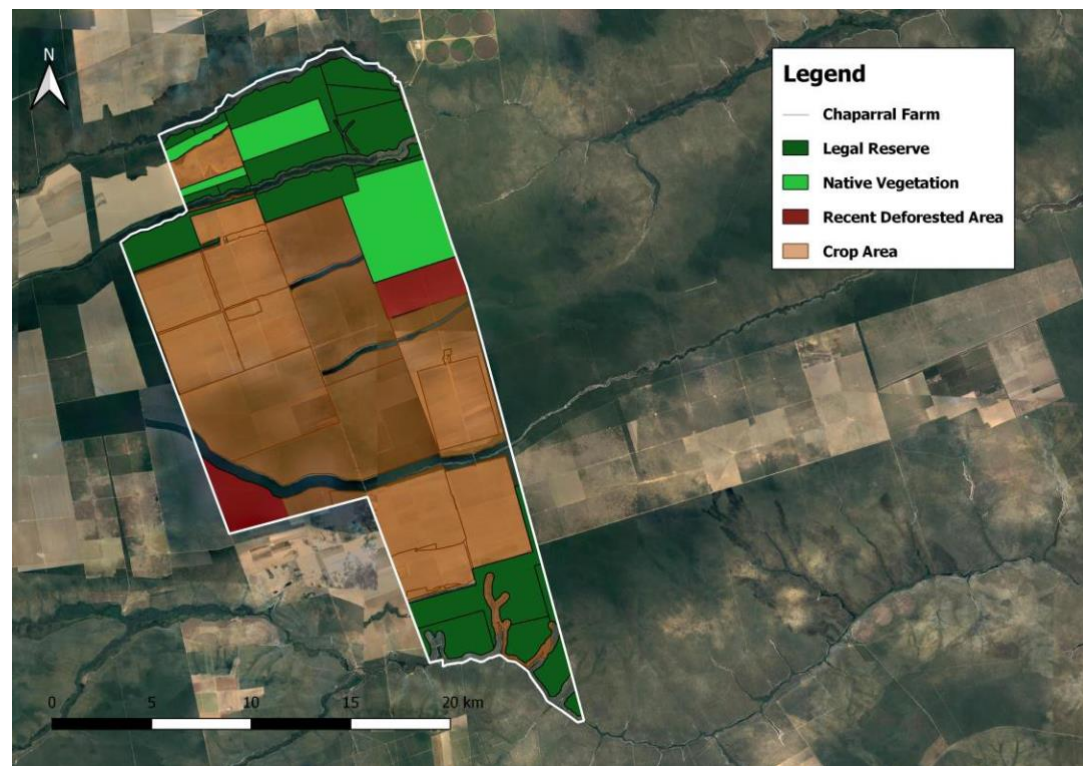 N
Legend
Chaparral Farm
Legal Reserve
Native Vegetation
Recent Deforested Area
Crop Area
0 5 10 15 20 km